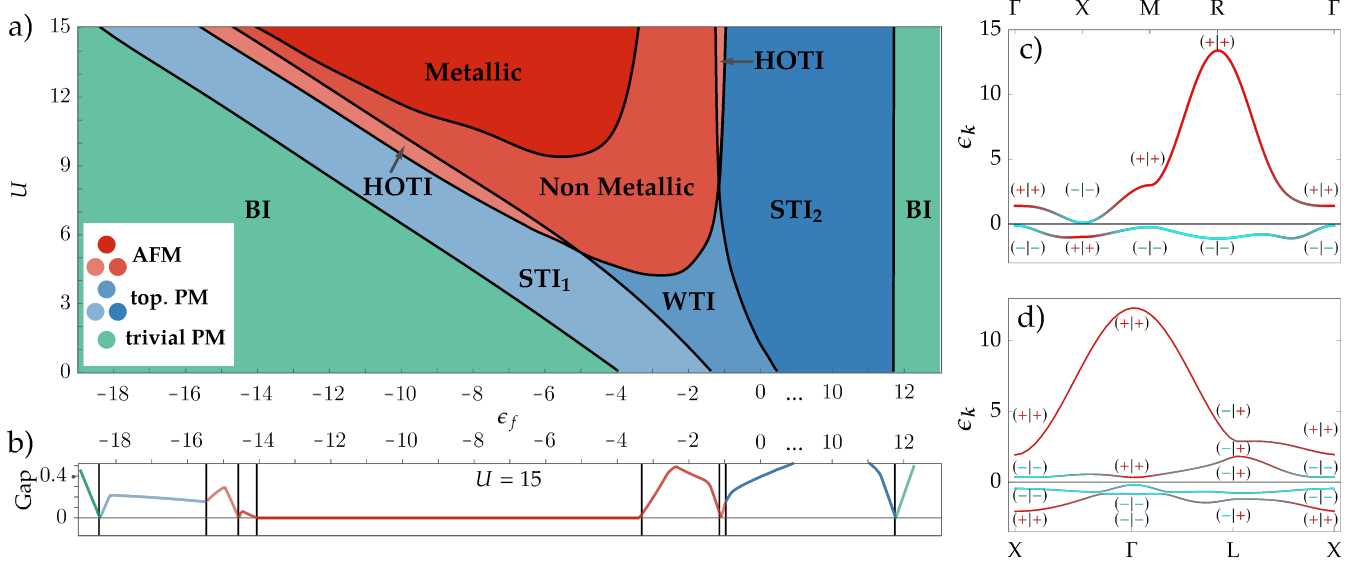 a)
15
12
9
6
3
0
U
Metallic
HOTI
HOTI
Non Metallic
BI
STI₁
WTI
STI₂
BI
AFM
top. PM
trivial PM
−18 −16 −14 −12 −10 −8 −6 −4 −2 0 ... 10 12
ϵ_f
b)
−18 −16 −14 −12 −10 −8 −6 −4 −2 0 ... 10 12
Gap
0.4
0
U = 15
Γ X M R Γ
c)
15
10
5
0
ϵ_k
(+|+)
(+|+)
(+|+) (−|−) (+|+)
(−|−) (+|+) (−|−) (−|−) (−|−)
d)
10
5
0
ϵ_k
(+|+)
(+|+) (−|+) (+|+)
(−|+)
(−|−) (+|+) (−|+) (−|−)
(−|−) (−|−) (−|−)
(+|+) (−|−) (−|+) (+|+)
X Γ L X